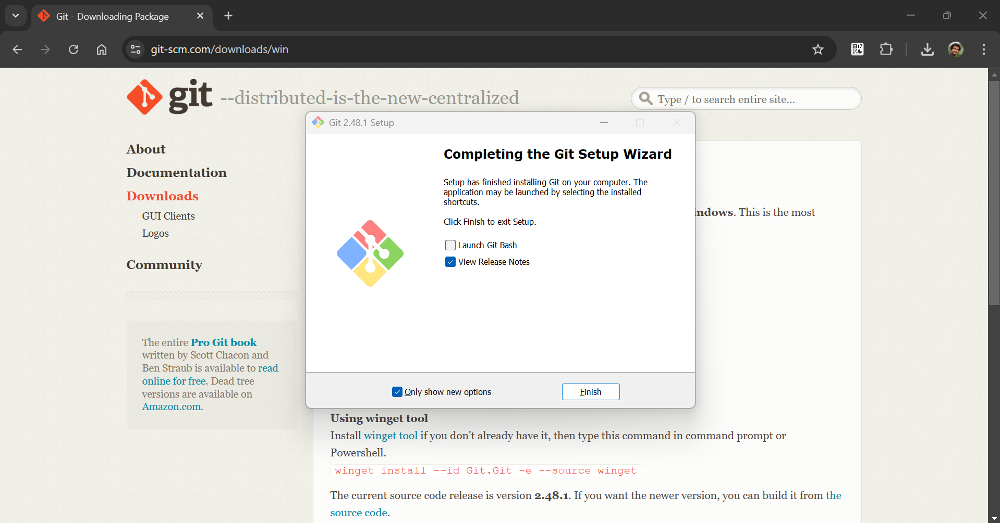 Git - Downloading Package
git-scm.com/downloads/win
git --distributed-is-the-new-centralized
Type / to search entire site...
About
Documentation
Downloads
GUI Clients
Logos
Community
The entire Pro Git book
written by Scott Chacon and
Ben Straub is available to read
online for free. Dead tree
versions are available on
Amazon.com.
Git 2.48.1 Setup
Completing the Git Setup Wizard
Setup has finished installing Git on your computer. The
application may be launched by selecting the installed
shortcuts.
Click Finish to exit Setup.
Launch Git Bash
View Release Notes
Only show new options
Finish
indows. This is the most
Using winget tool
Install winget tool if you don't already have it, then type this command in command prompt or
Powershell.
winget install --id Git.Git -e --source winget
The current source code release is version 2.48.1. If you want the newer version, you can build it from the
source code.